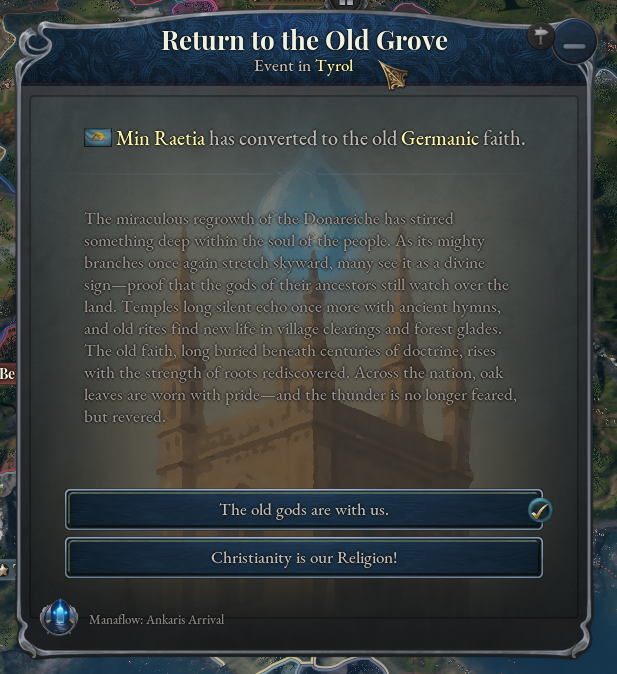 Return to the Old Grove
Event in Tyrol
Min Raetia has converted to the old Germanic faith.
The miraculous regrowth of the Donareiche has stirred
something deep within the soul of the people. As its mighty
branches once again stretch skyward, many see it as a divine
sign—proof that the gods of their ancestors still watch over the
land. Temples long silent echo once more with ancient hymns,
and old rites find new life in village clearings and forest glades.
The old faith, long buried beneath centuries of doctrine, rises
with the strength of roots rediscovered. Across the nation, oak
leaves are worn with pride—and the thunder is no longer feared,
but revered.
Be
The old gods are with us.
Christianity is our Religion!
Manaflow: Ankaris Arrival